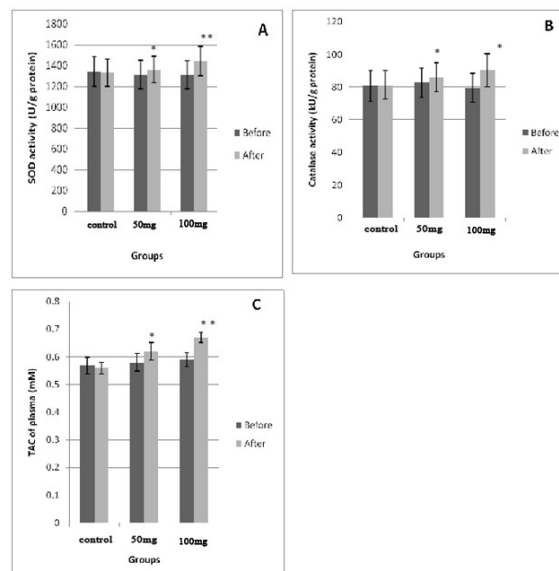 A
SOD activity (U/g protein)
1800
1600
1400
1200
1000
800
600
400
200
0
*
**
control 50mg 100mg
Groups
Before
After
B
Catalase activity (kU/g protein)
120
100
80
60
40
20
0
*
*
control 50mg 100mg
Groups
Before
After
C
TAC of plasma (mM)
0.8
0.7
0.6
0.5
0.4
0.3
0.2
0.1
0
*
**
control 50mg 100mg
Groups
Before
After